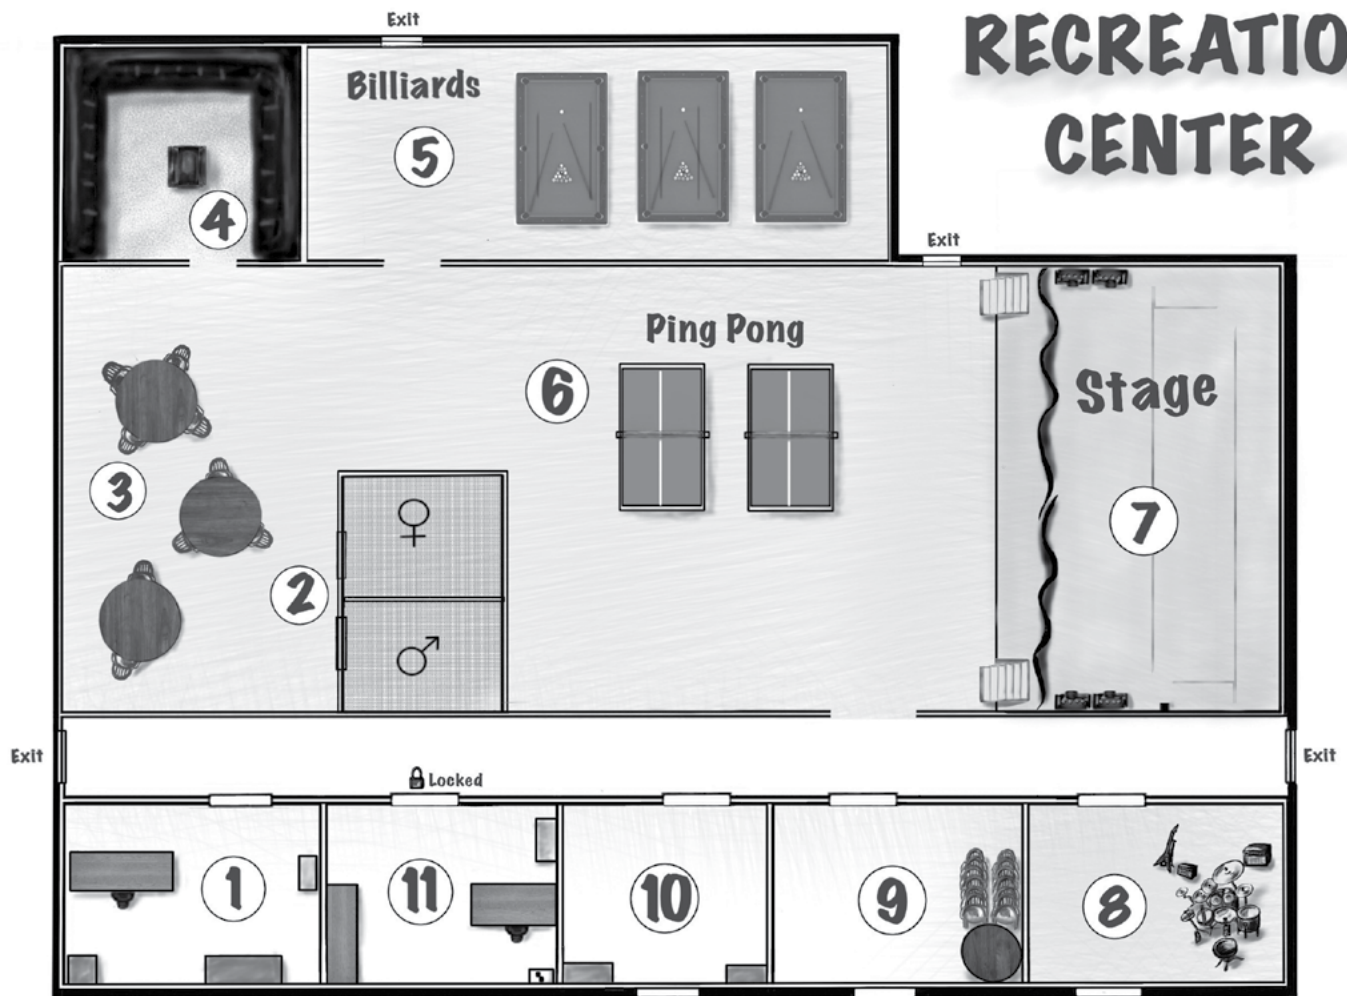 Exit
RECREATIO
CENTER
Billiards
5
4
Exit
Ping Pong
6
Stage
3
7
2
Exit
Exit
Locked
1
11
10
9
8